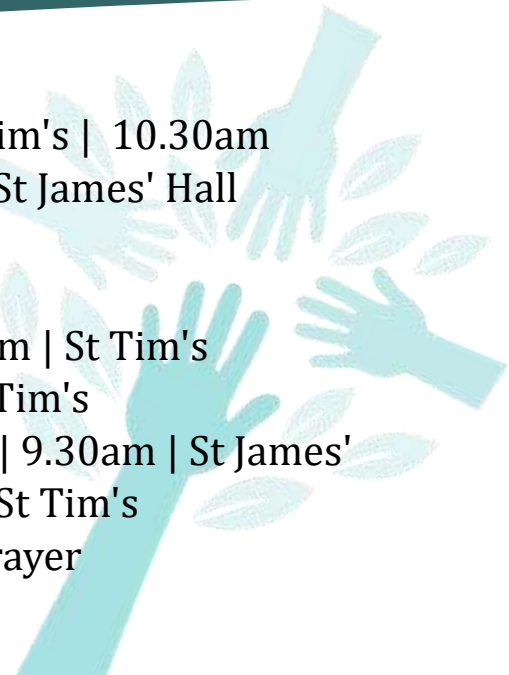 im's | 10.30am
St James' Hall
m | St Tim's
Tim's
| 9.30am | St James'
St Tim's
rayer